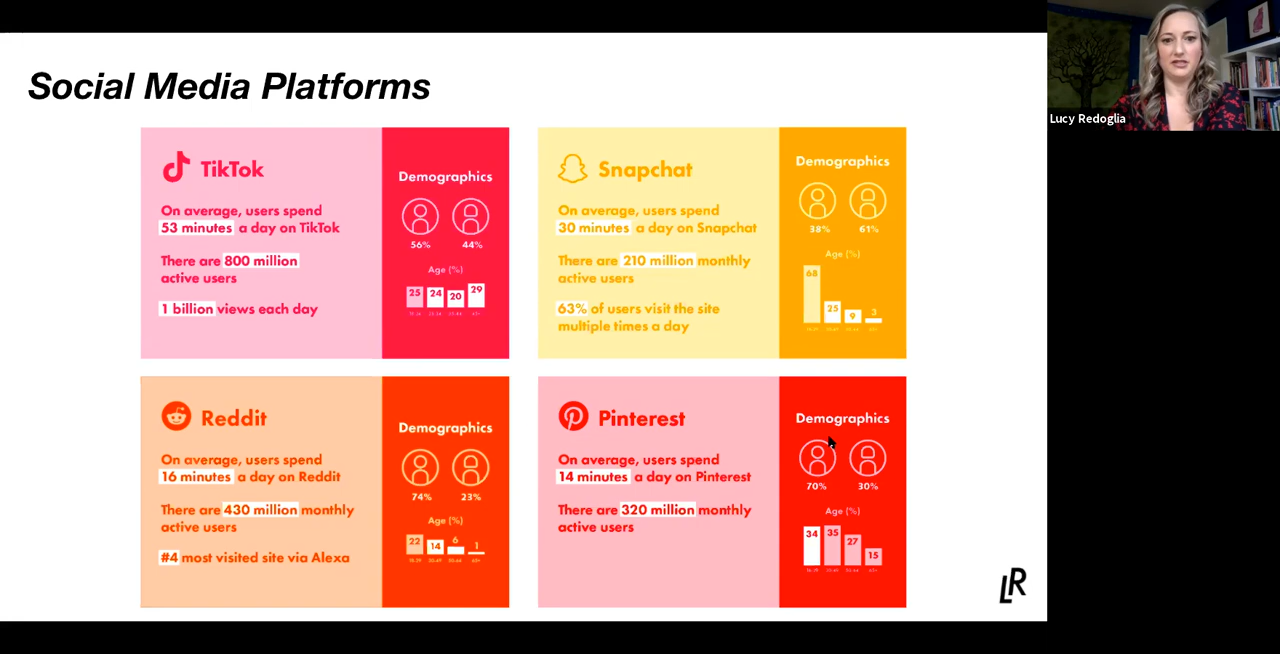 Social Media Platforms
Lucy Redoglia
TikTok
On average, users spend
53 minutes a day on TikTok
There are 800 million
active users
1 billion views each day
Demographics
56% 44%
Age (%)
25 24 20 29
Snapchat
On average, users spend
30 minutes a day on Snapchat
There are 210 million monthly
active users
63% of users visit the site
multiple times a day
Demographics
38% 61%
Age (%)
68 25 9 3
Reddit
On average, users spend
16 minutes a day on Reddit
There are 430 million monthly
active users
#4 most visited site via Alexa
Demographics
74% 23%
Age (%)
22 14 6 1
Pinterest
On average, users spend
14 minutes a day on Pinterest
There are 320 million monthly
active users
Demographics
70% 30%
Age (%)
34 35 27 15
LR